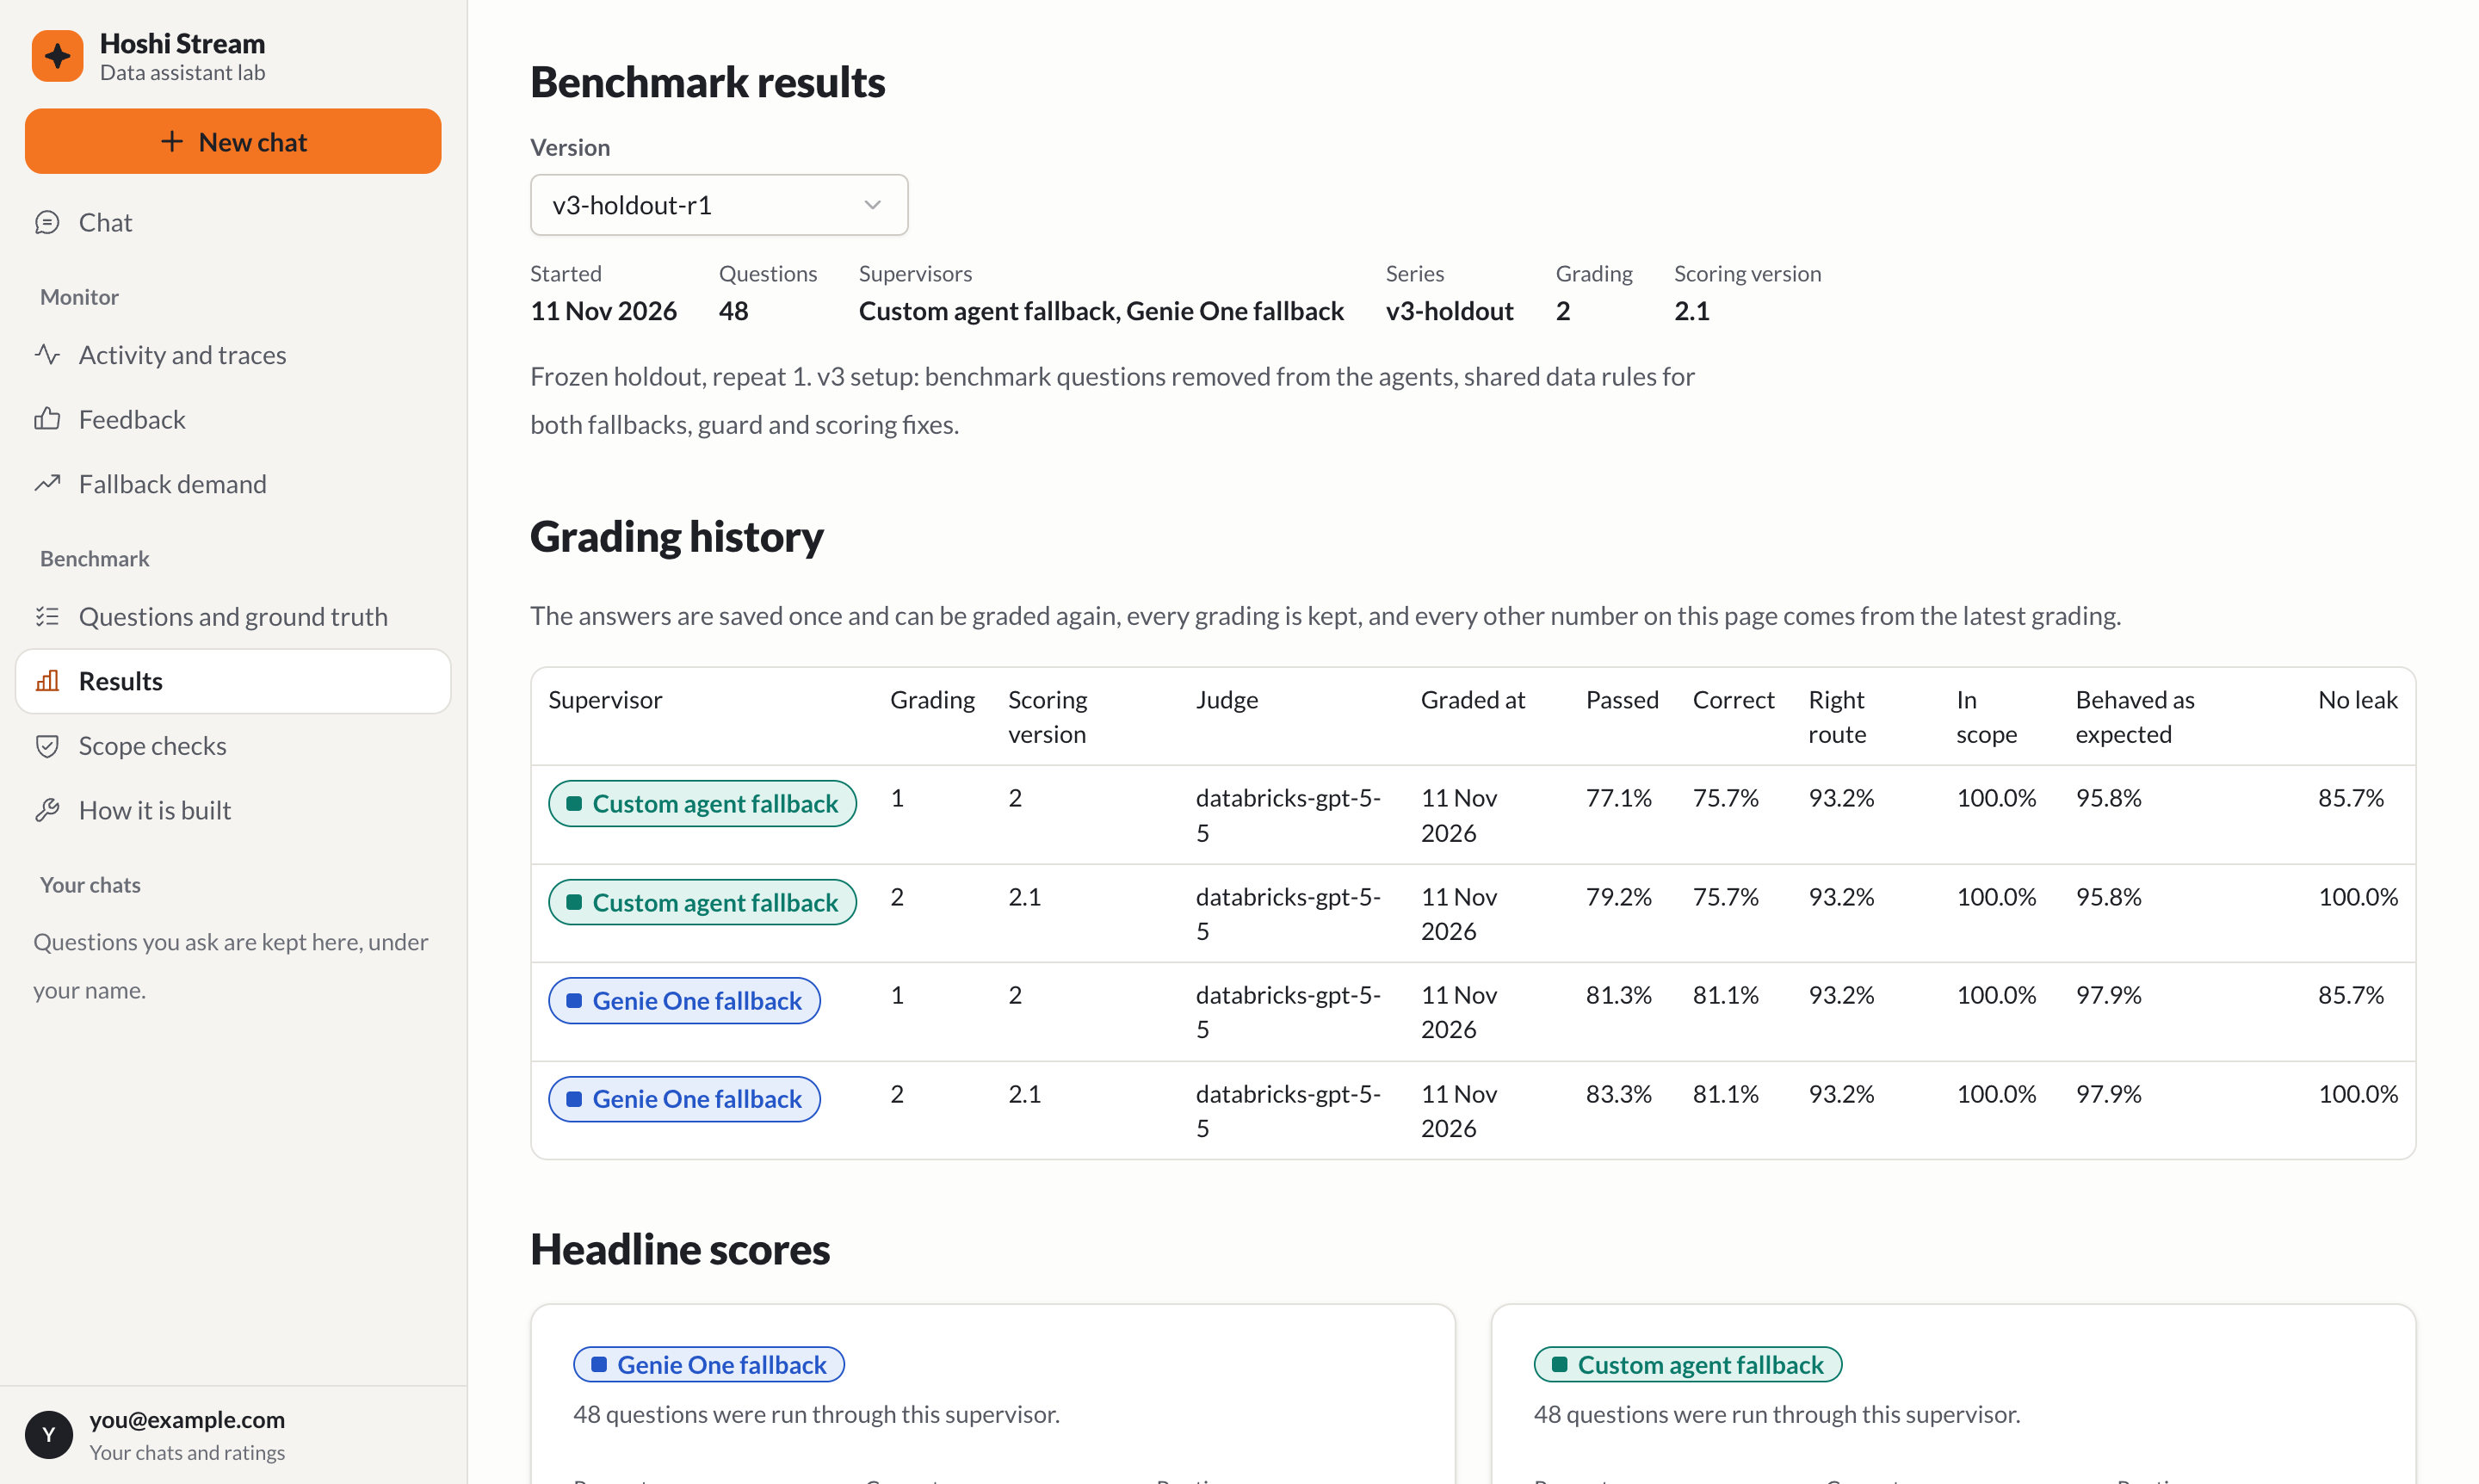 Hoshi Stream
Data assistant lab
New chat
Chat
Monitor
Activity and traces
Feedback
Fallback demand
Benchmark
Questions and ground truth
Results
Scope checks
How it is built
Your chats
Questions you ask are kept here, under
your name.
Y
you@example.com
Your chats and ratings
Benchmark results
Version
v3-holdout-r1
Started Questions Supervisors Series Grading Scoring version
11 Nov 2026 48 Custom agent fallback, Genie One fallback v3-holdout 2 2.1
Frozen holdout, repeat 1. v3 setup: benchmark questions removed from the agents, shared data rules for
both fallbacks, guard and scoring fixes.
Grading history
The answers are saved once and can be graded again, every grading is kept, and every other number on this page comes from the latest grading.
Supervisor Grading Scoring Judge Graded at Passed Correct Right In Behaved as No leak
version route scope expected
Custom agent fallback 1 2 databricks-gpt-5- 11 Nov 77.1% 75.7% 93.2% 100.0% 95.8% 85.7%
5 2026
Custom agent fallback 2 2.1 databricks-gpt-5- 11 Nov 79.2% 75.7% 93.2% 100.0% 95.8% 100.0%
5 2026
Genie One fallback 1 2 databricks-gpt-5- 11 Nov 81.3% 81.1% 93.2% 100.0% 97.9% 85.7%
5 2026
Genie One fallback 2 2.1 databricks-gpt-5- 11 Nov 83.3% 81.1% 93.2% 100.0% 97.9% 100.0%
5 2026
Headline scores
Genie One fallback Custom agent fallback
48 questions were run through this supervisor. 48 questions were run through this supervisor.